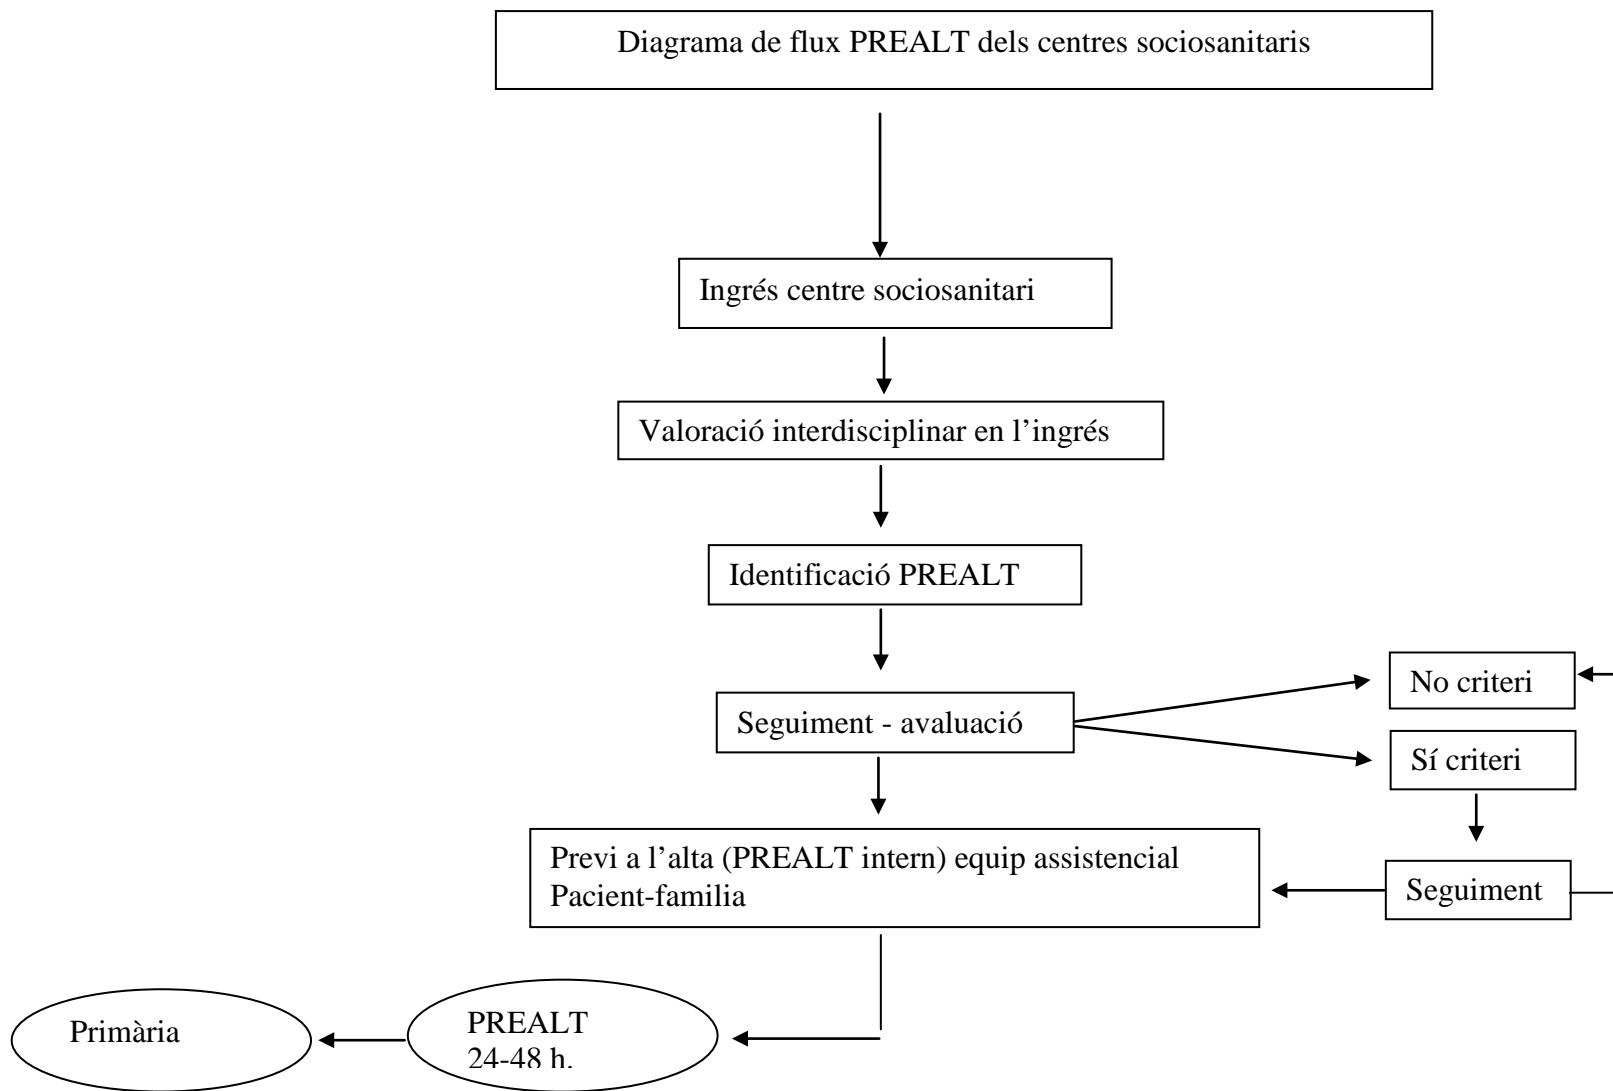 Diagrama de flux PREALT dels centres sociosanitaris
Ingrés centre sociosanitari
Valoració interdisciplinar en l’ingrés
Identificació PREALT
Seguiment - avaluació
No criteri
Sí criteri
Seguiment
Previ a l’alta (PREALT intern) equip assistencial
Pacient-familia
PREALT
24-48 h.
Primària